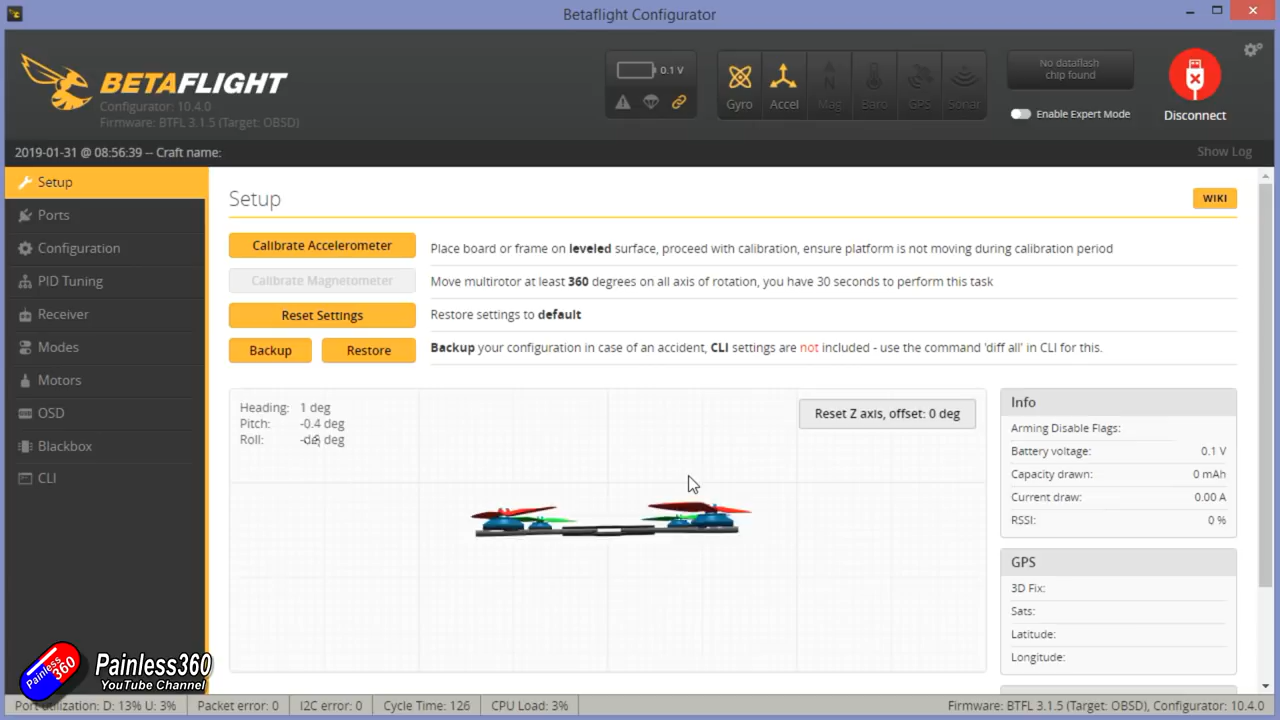 Betaflight Configurator
BETAFLIGHT
Configurator: 10.4.0
Firmware: BTFL 3.1.5 (Target: OBSD)
0.1 V
Gyro
Accel
Mag
Baro
GPS
Sonar
No dataflash
chip found
Enable Expert Mode
Disconnect
2019-01-31 @ 08:56:39 -- Craft name:
Show Log
Setup
Ports
Configuration
PID Tuning
Receiver
Modes
Motors
OSD
Blackbox
CLI
Setup
WIKI
Calibrate Accelerometer
Place board or frame on leveled surface, proceed with calibration, ensure platform is not moving during calibration period
Calibrate Magnetometer
Move multirotor at least 360 degrees on all axis of rotation, you have 30 seconds to perform this task
Reset Settings
Restore settings to default
Backup
Restore
Backup your configuration in case of an accident, CLI settings are not included - use the command 'diff all' in CLI for this.
Heading: 1 deg
Pitch: -0.4 deg
Roll: deg
Reset Z axis, offset: 0 deg
Info
Arming Disable Flags:
Battery voltage: 0.1 V
Capacity drawn: 0 mAh
Current draw: 0.00 A
RSSI: 0 %
GPS
3D Fix:
Sats:
Latitude:
Longitude:
Painless360
Painless360
YouTube Channel
Port utilization: D: 13% U: 3%
Packet error: 0
I2C error: 0
Cycle Time: 126
CPU Load: 3%
Firmware: BTFL 3.1.5 (Target: OBSD), Configurator: 10.4.0